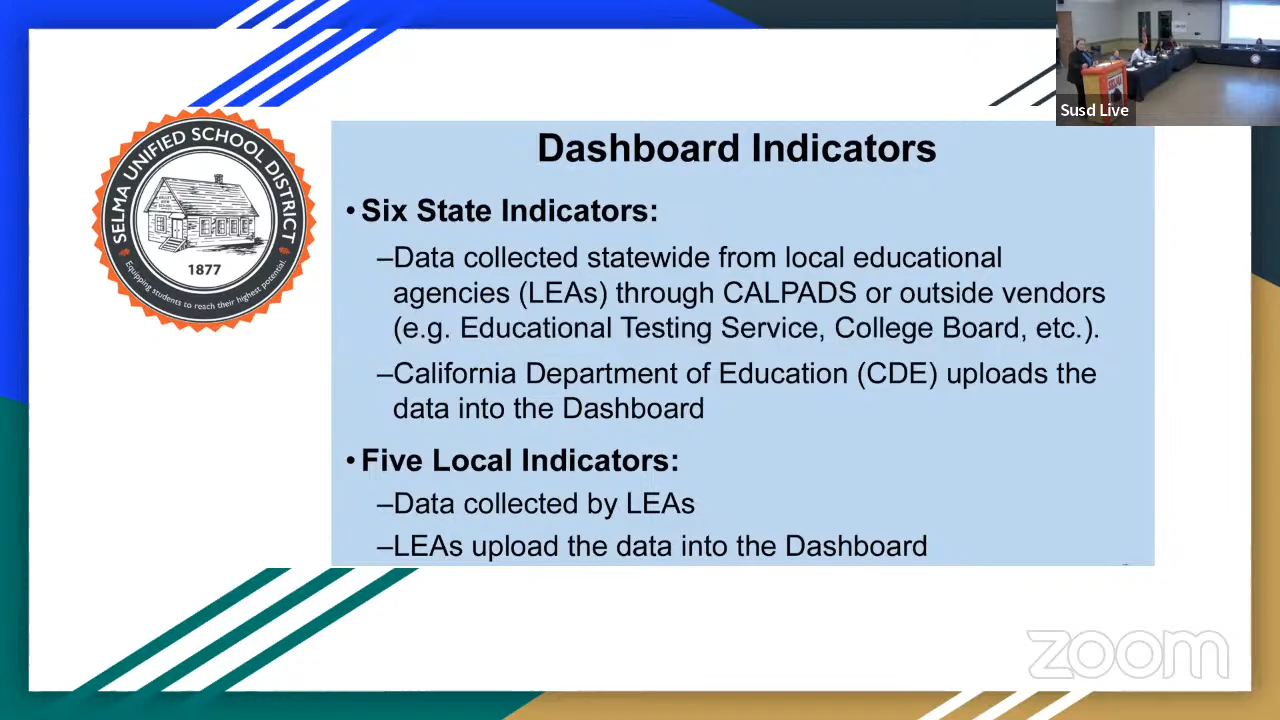 Susd Live
SELMA UNIFIED SCHOOL DISTRICT
1877
Equipping students to reach their highest potential.
Dashboard Indicators
• Six State Indicators:
–Data collected statewide from local educational
agencies (LEAs) through CALPADS or outside vendors
(e.g. Educational Testing Service, College Board, etc.).
–California Department of Education (CDE) uploads the
data into the Dashboard
• Five Local Indicators:
–Data collected by LEAs
–LEAs upload the data into the Dashboard
zoom